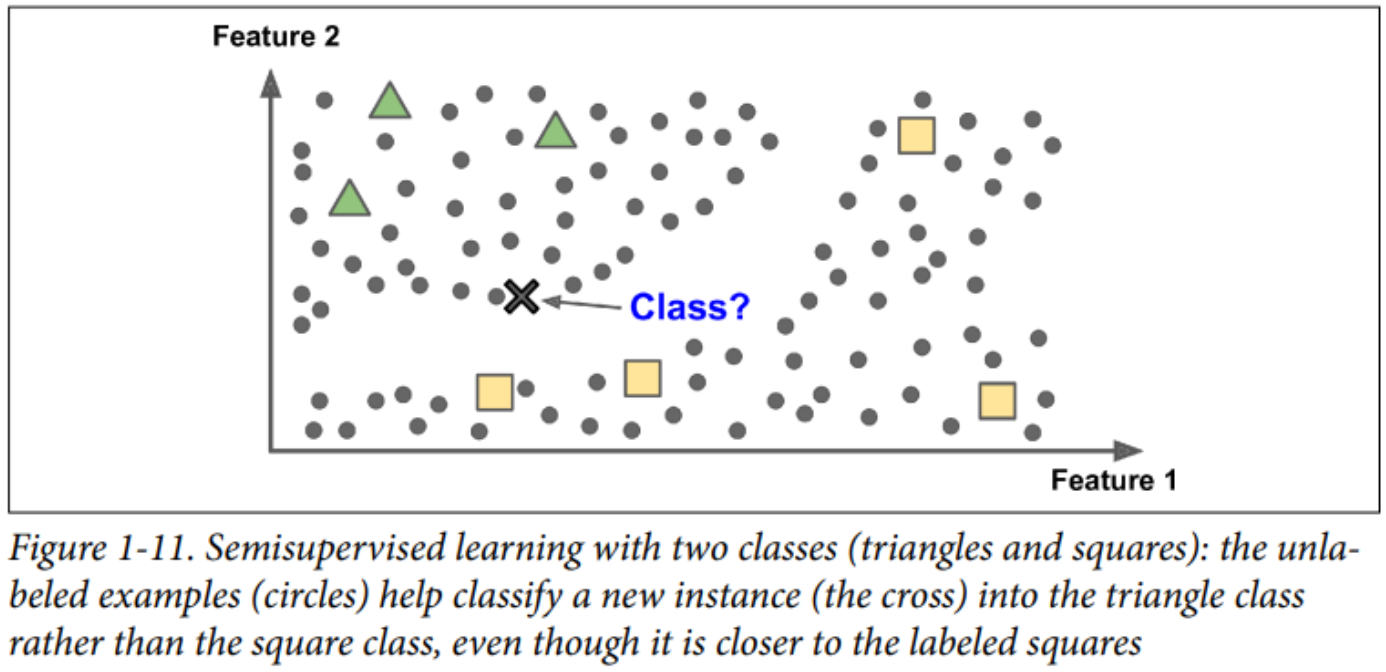 Feature 2
Class?
Feature 1
Figure 1-11. Semisupervised learning with two classes (triangles and squares): the unla-
beled examples (circles) help classify a new instance (the cross) into the triangle class
rather than the square class, even though it is closer to the labeled squares